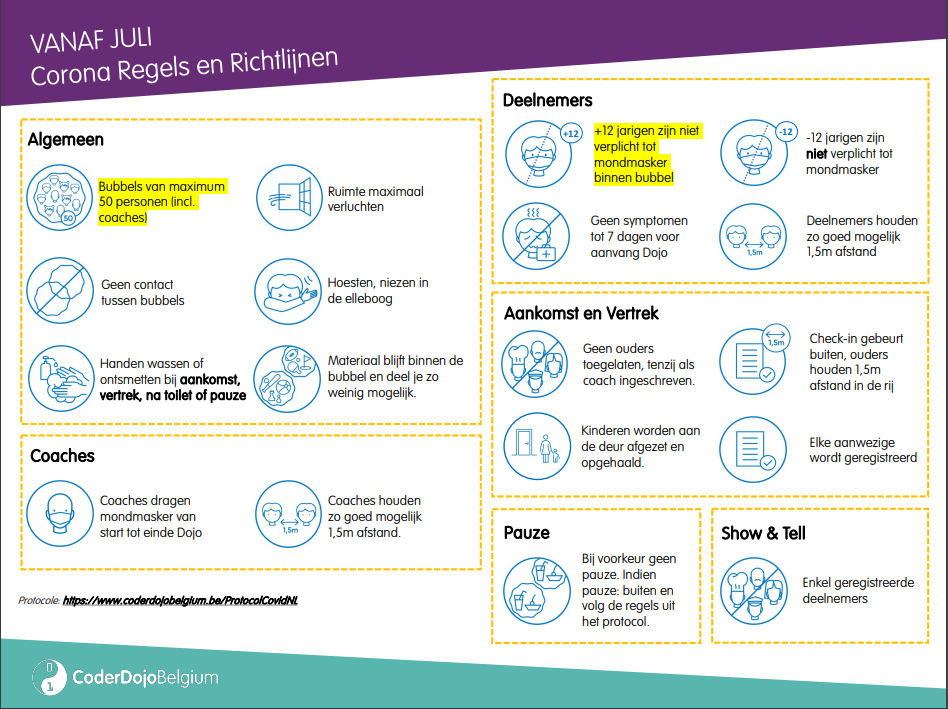 VANAF JULI
Corona Regels en Richtlijnen
Algemeen
50
Bubbels van maximum
50 personen (incl.
coaches)
Ruimte maximaal
verluchten
Geen contact
tussen bubbels
Hoesten, niezen in
de elleboog
Handen wassen of
ontsmetten bij aankomst,
vertrek, na toilet of pauze
Materiaal blijft binnen de
bubbel en deel je zo
weinig mogelijk.
Coaches
Coaches dragen
mondmasker van
start tot einde Dojo
1,5m
Coaches houden
zo goed mogelijk
1,5m afstand.
Protocole: https://www.coderdojobelgium.be/ProtocolCovidNL
Deelnemers
+12
+12 jarigen zijn niet
verplicht tot
mondmasker
binnen bubbel
-12
-12 jarigen zijn
niet verplicht tot
mondmasker
Geen symptomen
tot 7 dagen voor
aanvang Dojo
1,5m
Deelnemers houden
zo goed mogelijk
1,5m afstand
Aankomst en Vertrek
Geen ouders
toegelaten, tenzij als
coach ingeschreven.
1,5m
Check-in gebeurt
buiten, ouders
houden 1,5m
afstand in de rij
Kinderen worden aan
de deur afgezet en
opgehaald.
Elke aanwezige
wordt geregistreerd
Pauze
Bij voorkeur geen
pauze. Indien
pauze: buiten en
volg de regels uit
het protocol.
Show & Tell
Enkel geregistreerde
deelnemers
CoderDojoBelgium